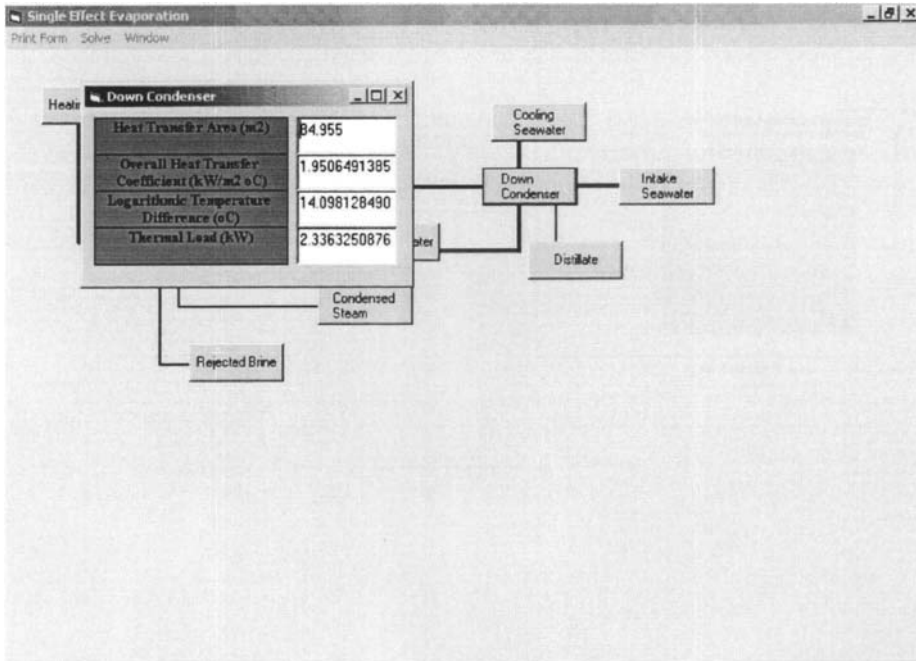 Single Effect Evaporation
Print Form Solve Window
Down Condenser
Heat Transfer Area (m2)
84.955
Overall Heat Transfer
Coefficient (kW/m2 oC)
1.9506491385
Logarithmic Temperature
Difference (oC)
14.098128490
Thermal Load (kW)
2.3363250876
Heatin
Cooling
Seawater
Down
Condenser
Intake
Seawater
ater
Distillate
Condensed
Steam
Rejected Brine